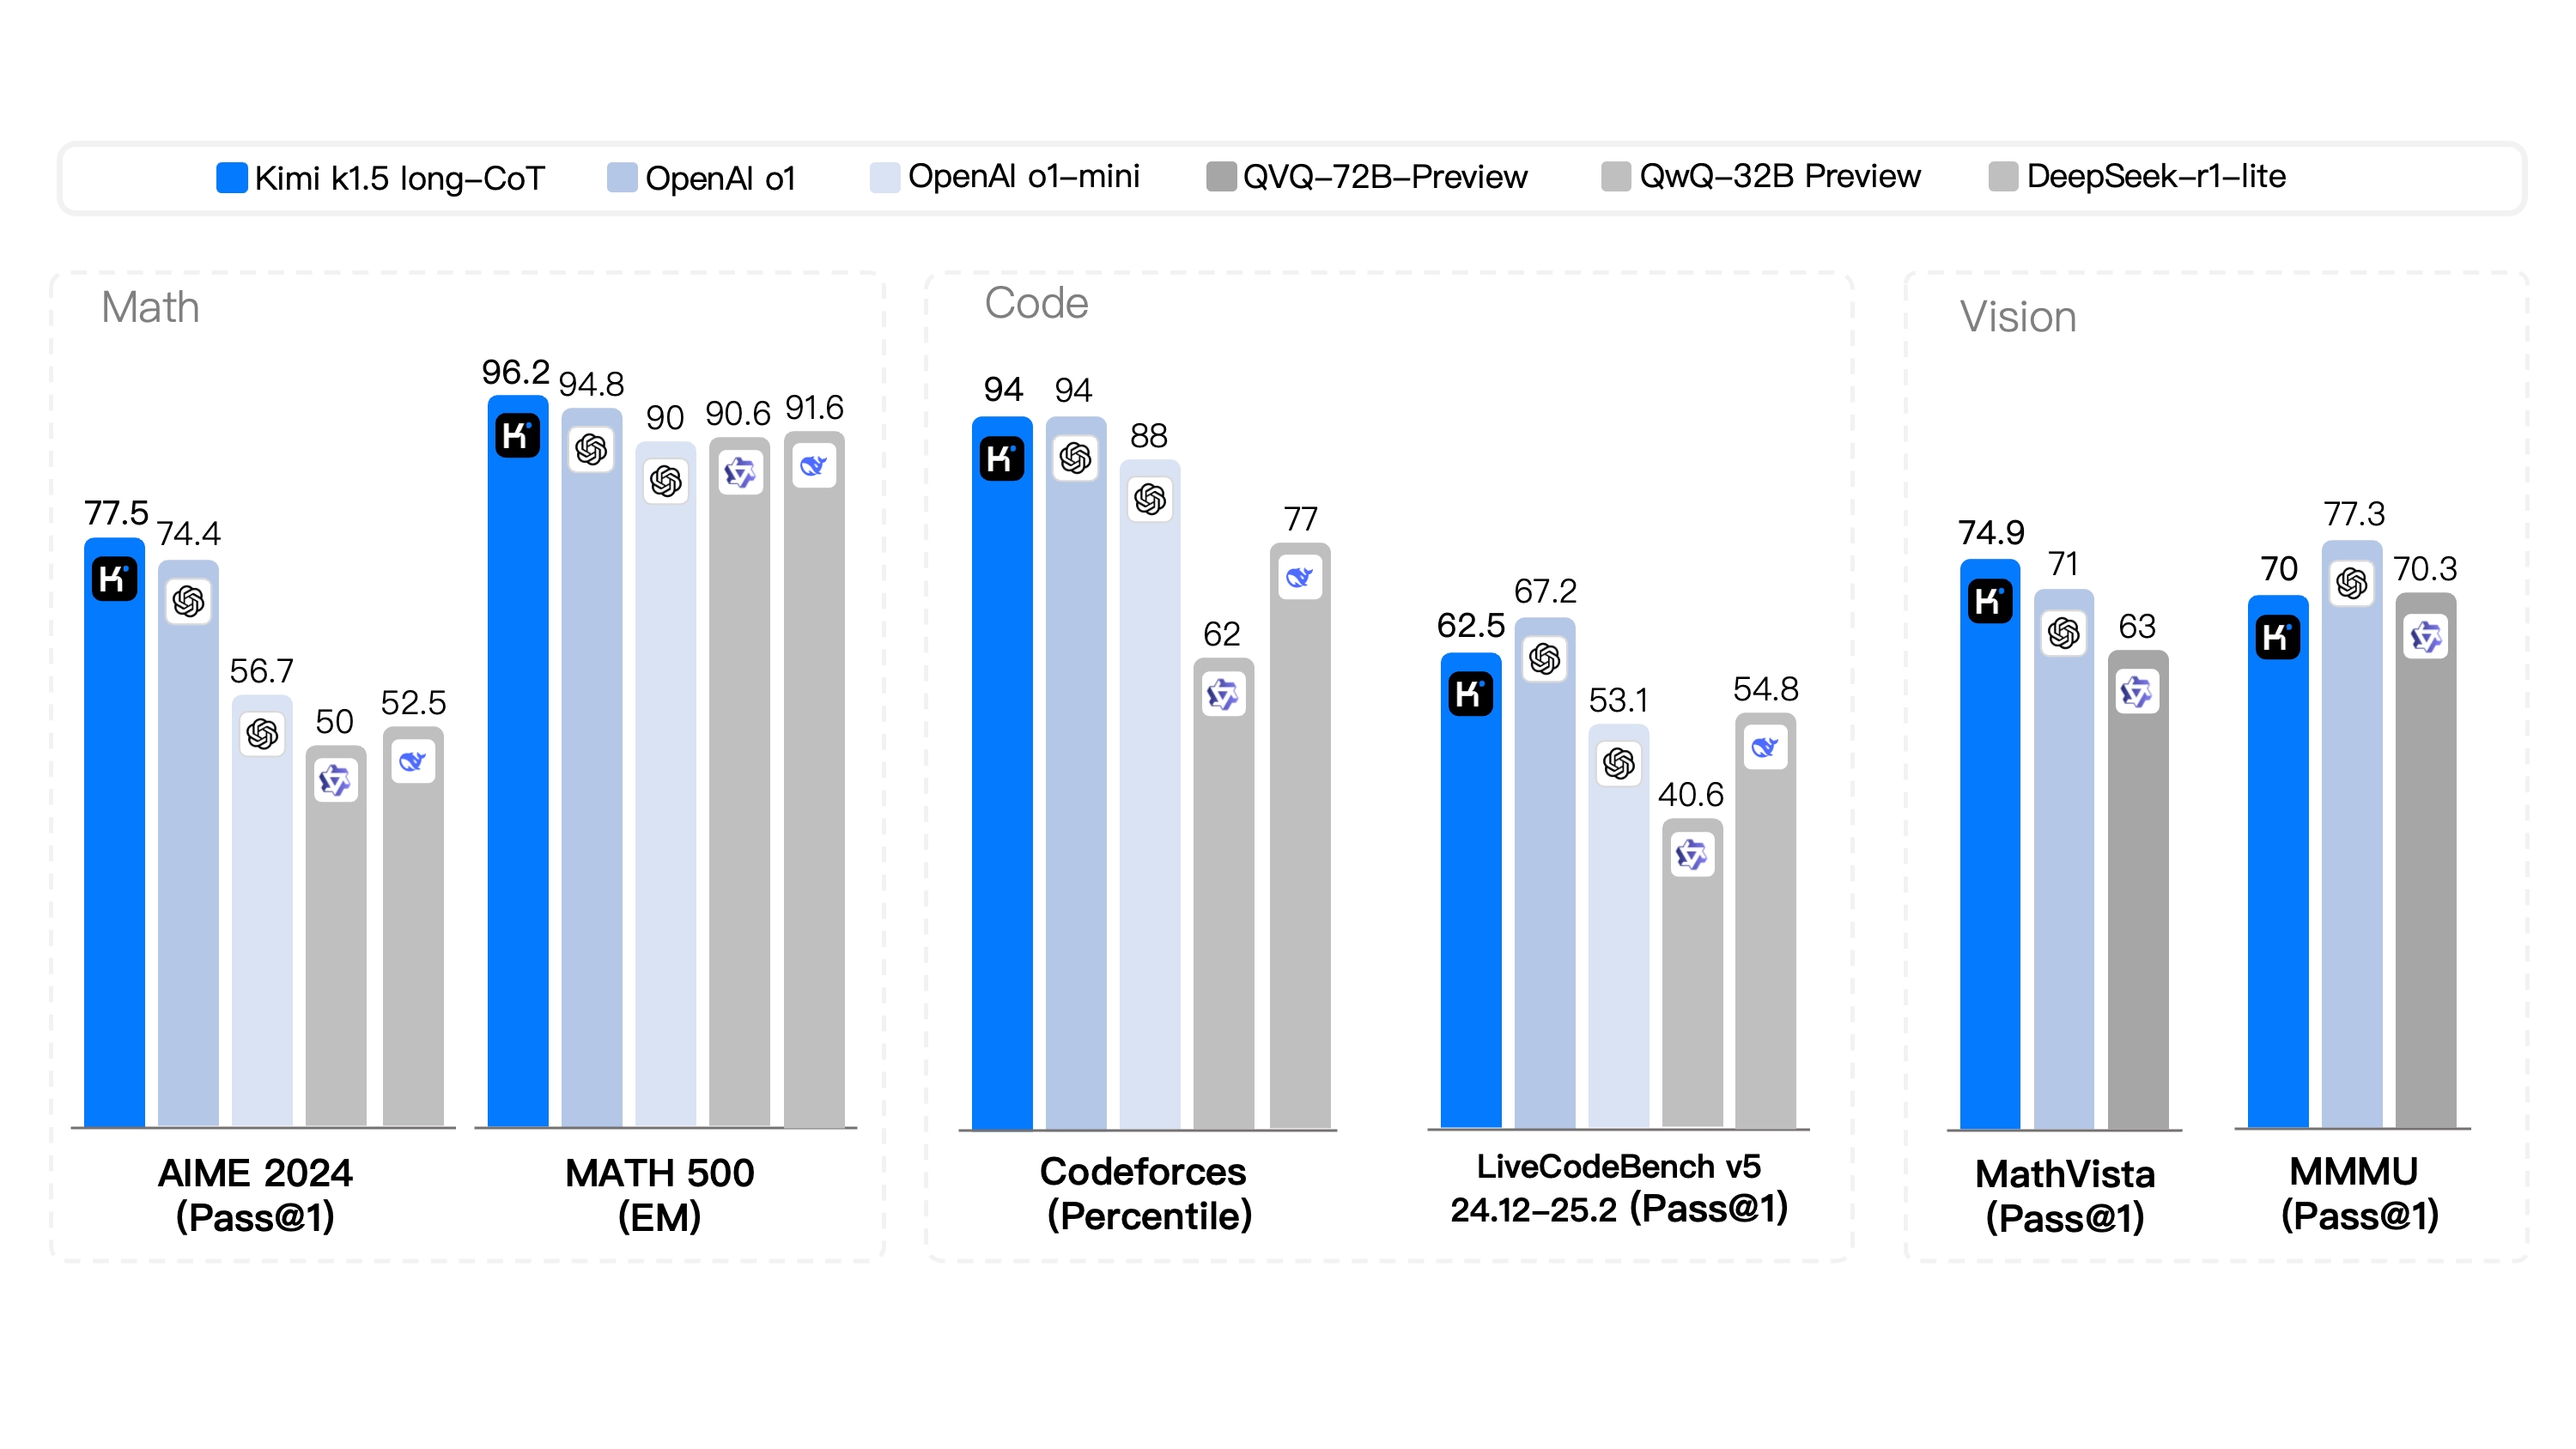 Kimi k1.5 long-CoT
OpenAI o1
OpenAI o1-mini
QVQ-72B-Preview
QwQ-32B Preview
DeepSeek-r1-lite
Math
77.5
74.4
56.7
50
52.5
AIME 2024
(Pass@1)
96.2
94.8
90
90.6
91.6
MATH 500
(EM)
Code
94
94
88
62
77
Codeforces
(Percentile)
62.5
67.2
53.1
40.6
54.8
LiveCodeBench v5
24.12-25.2 (Pass@1)
Vision
74.9
71
63
MathVista
(Pass@1)
70
77.3
70.3
MMMU
(Pass@1)